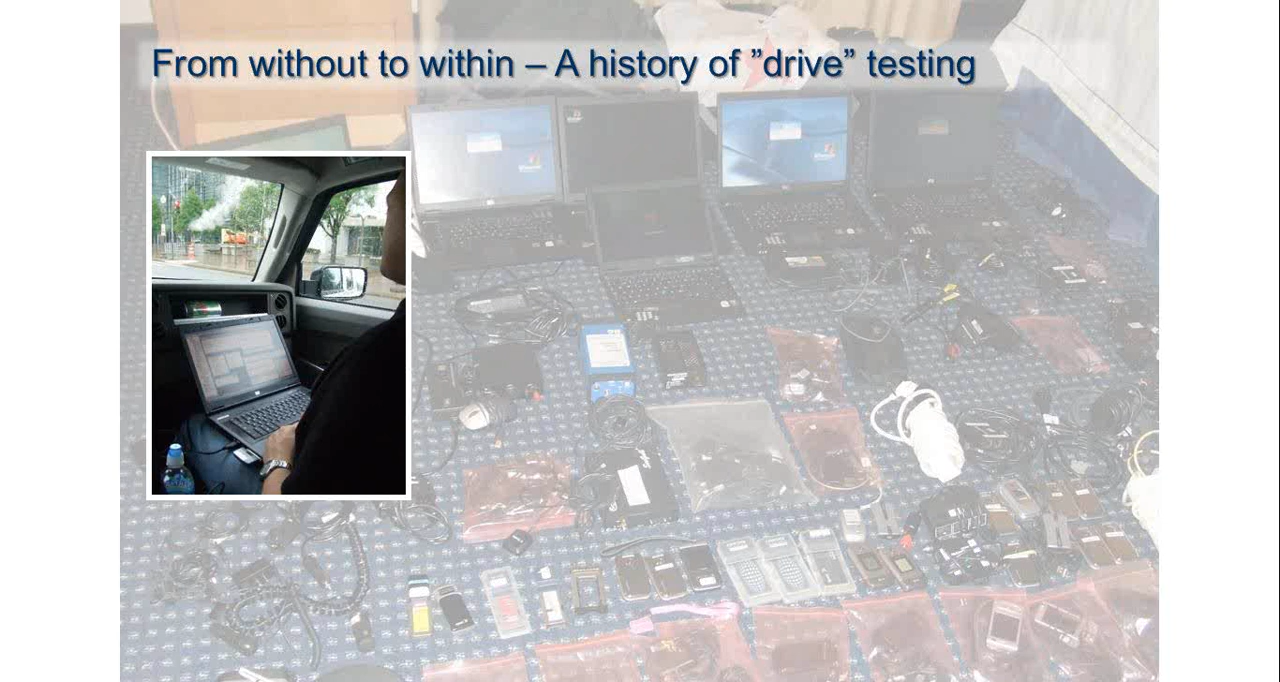 From without to within – A history of ”drive” testing